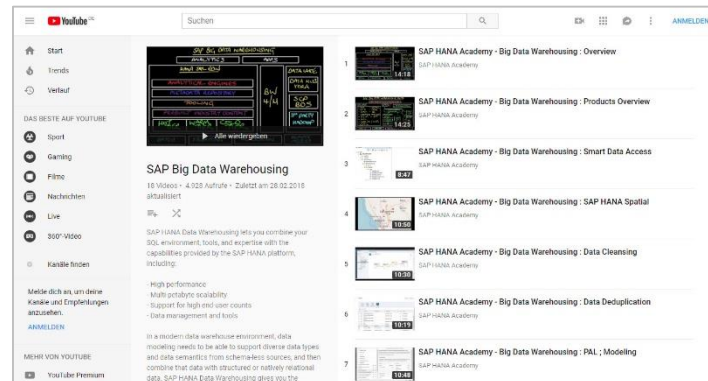 YouTube DE
Suchen
ANMELDEN
Start
Trends
Verlauf
DAS BESTE AUF YOUTUBE
Sport
Gaming
Filme
Nachrichten
Live
360°-Video
Kanäle finden
Melde dich an, um deine
Kanäle und Empfehlungen
anzusehen.
ANMELDEN
MEHR VON YOUTUBE
YouTube Premium
SAP BIG DATA WAREHOUSING
ANALYTICS
APPS
ANALYTICAL ENGINES
TOOLING
BW
4/4
Alle wiedergeben
SAP Big Data Warehousing
18 Videos • 4.928 Aufrufe • Zuletzt am 28.02.2018
aktualisiert
SAP HANA Data Warehousing lets you combine your
SQL environment, tools, and expertise with the
capabilities provided by the SAP HANA platform,
including:
- High performance
- Multi petabyte scalability
- Support for high end user counts
- Data management and tools
In a modern data warehouse environment, data
modeling needs to be able to support diverse data types
and data semantics from schema-less sources, and then
combine that data with structured or natively relational
data. SAP HANA Data Warehousing gives you the
1
14:18
SAP HANA Academy - Big Data Warehousing : Overview
SAP HANA Academy
2
14:25
SAP HANA Academy - Big Data Warehousing : Products Overview
SAP HANA Academy
3
8:47
SAP HANA Academy - Big Data Warehousing : Smart Data Access
SAP HANA Academy
4
10:50
SAP HANA Academy - Big Data Warehousing : SAP HANA Spatial
SAP HANA Academy
5
10:30
SAP HANA Academy - Big Data Warehousing : Data Cleansing
SAP HANA Academy
6
10:19
SAP HANA Academy - Big Data Warehousing : Data Deduplication
SAP HANA Academy
7
10:48
SAP HANA Academy - Big Data Warehousing : PAL ; Modeling
SAP HANA Academy